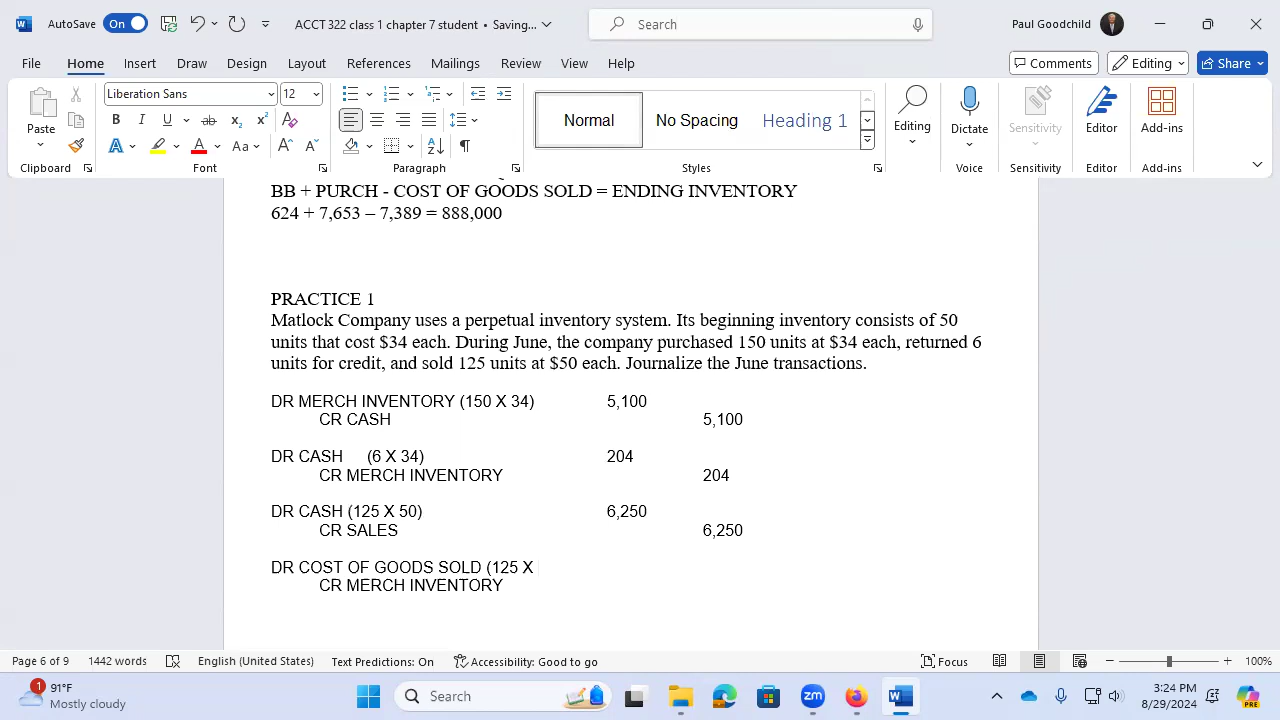 AutoSave On ACCT 322 class 1 chapter 7 student • Saving... Search Paul Goodchild
File Home Insert Draw Design Layout References Mailings Review View Help Comments Editing Share
Liberation Sans 12 Normal No Spacing Heading 1
Paste Editing Dictate Sensitivity Editor Add-ins
Clipboard Font Paragraph Styles Voice Sensitivity Editor Add-ins
BB + PURCH - COST OF GOODS SOLD = ENDING INVENTORY
624 + 7,653 – 7,389 = 888,000
PRACTICE 1
Matlock Company uses a perpetual inventory system. Its beginning inventory consists of 50
units that cost $34 each. During June, the company purchased 150 units at $34 each, returned 6
units for credit, and sold 125 units at $50 each. Journalize the June transactions.
DR MERCH INVENTORY (150 X 34) 5,100
CR CASH 5,100
DR CASH (6 X 34) 204
CR MERCH INVENTORY 204
DR CASH (125 X 50) 6,250
CR SALES 6,250
DR COST OF GOODS SOLD (125 X
CR MERCH INVENTORY
Page 6 of 9 1442 words English (United States) Text Predictions: On Accessibility: Good to go Focus 100%
1 91°F Mostly cloudy Search zm W 3:24 PM 8/29/2024 PRE